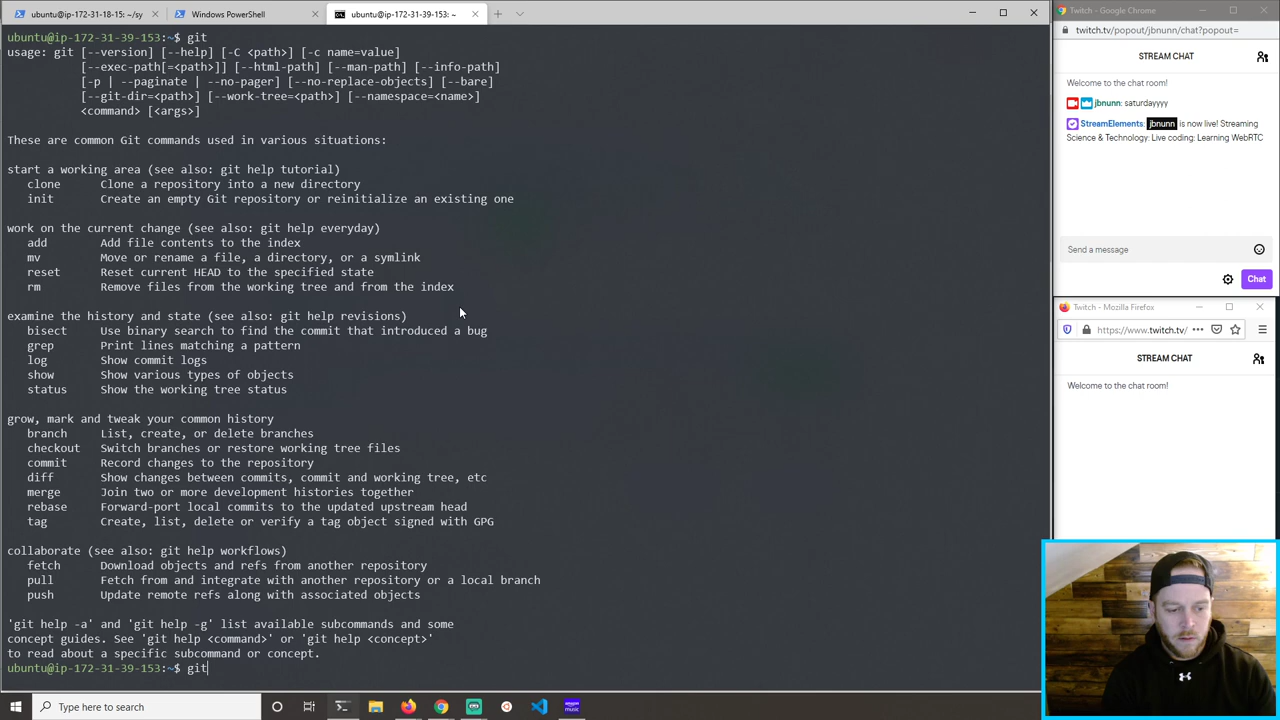 ubuntu@ip-172-31-18-15: ~/sy
Windows PowerShell
ubuntu@ip-172-31-39-153: ~
ubuntu@ip-172-31-39-153:~$ git
usage: git [--version] [--help] [-C <path>] [-c name=value]
[--exec-path[=<path>]] [--html-path] [--man-path] [--info-path]
[-p | --paginate | --no-pager] [--no-replace-objects] [--bare]
[--git-dir=<path>] [--work-tree=<path>] [--namespace=<name>]
<command> [<args>]
These are common Git commands used in various situations:
start a working area (see also: git help tutorial)
clone Clone a repository into a new directory
init Create an empty Git repository or reinitialize an existing one
work on the current change (see also: git help everyday)
add Add file contents to the index
mv Move or rename a file, a directory, or a symlink
reset Reset current HEAD to the specified state
rm Remove files from the working tree and from the index
examine the history and state (see also: git help revisions)
bisect Use binary search to find the commit that introduced a bug
grep Print lines matching a pattern
log Show commit logs
show Show various types of objects
status Show the working tree status
grow, mark and tweak your common history
branch List, create, or delete branches
checkout Switch branches or restore working tree files
commit Record changes to the repository
diff Show changes between commits, commit and working tree, etc
merge Join two or more development histories together
rebase Forward-port local commits to the updated upstream head
tag Create, list, delete or verify a tag object signed with GPG
collaborate (see also: git help workflows)
fetch Download objects and refs from another repository
pull Fetch from and integrate with another repository or a local branch
push Update remote refs along with associated objects
'git help -a' and 'git help -g' list available subcommands and some
concept guides. See 'git help <command>' or 'git help <concept>'
to read about a specific subcommand or concept.
ubuntu@ip-172-31-39-153:~$ git
Type here to search
Twitch - Google Chrome
twitch.tv/popout/jbnunn/chat?popout=
STREAM CHAT
Welcome to the chat room!
jbnunn: saturdayyyy
StreamElements: jbnunn is now live! Streaming
Science & Technology: Live coding: Learning WebRTC
Send a message
Chat
Twitch - Mozilla Firefox
https://www.twitch.tv/
STREAM CHAT
Welcome to the chat room!